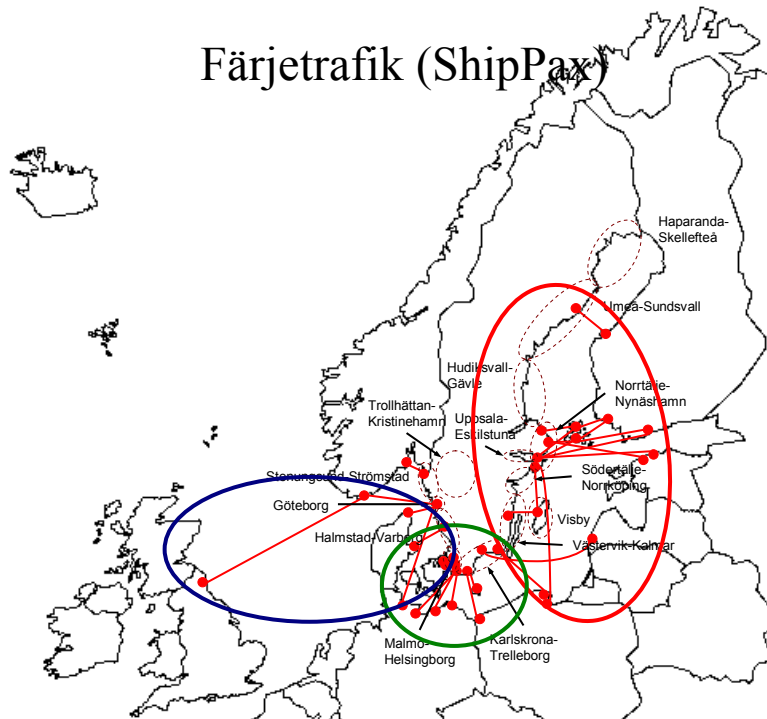 Färjetrafik (ShipPax)
Haparanda-
Skellefteå
Umeå-Sundsvall
Hudiksvall-
Gävle
Norrtälje-
Nynäshamn
Trollhättan-
Kristinehamn
Uppsala-
Eskilstuna
Stenungsund-Strömstad
Södertälje-
Norrköping
Göteborg
Visby
Halmstad-Varberg
Västervik-Kalmar
Malmö-
Helsingborg
Karlskrona-
Trelleborg